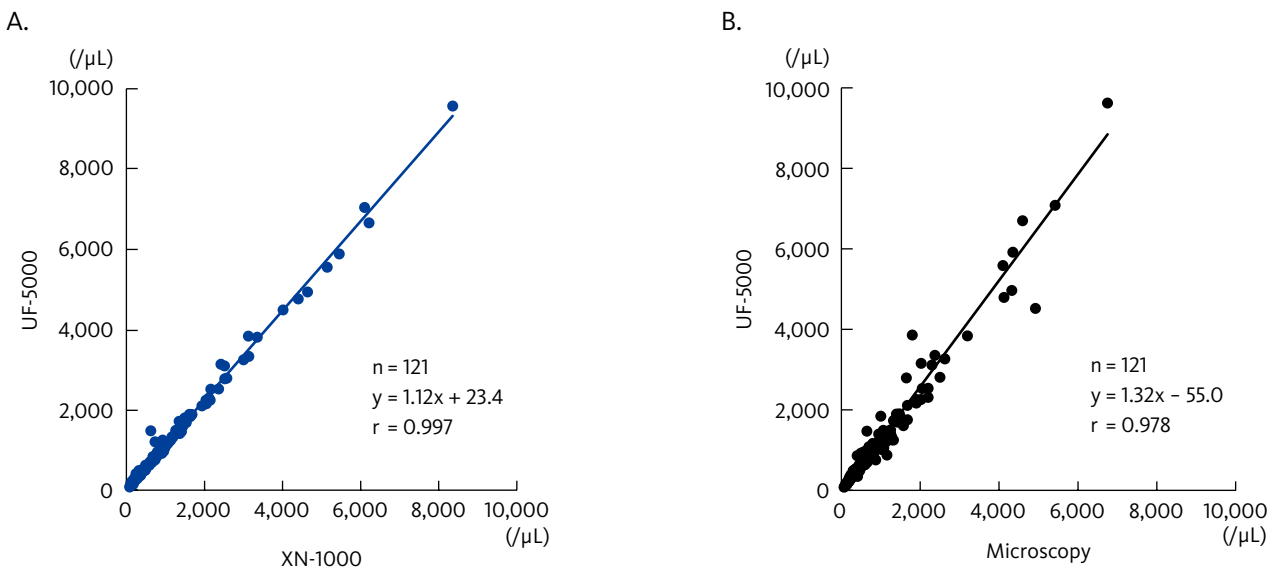 A.
(/µL)
10,000
8,000
6,000
4,000
2,000
0
UF-5000
n = 121
y = 1.12x + 23.4
r = 0.997
0 2,000 4,000 6,000 8,000 10,000
(/µL)
XN-1000
B.
(/µL)
10,000
8,000
6,000
4,000
2,000
0
UF-5000
n = 121
y = 1.32x – 55.0
r = 0.978
0 2,000 4,000 6,000 8,000 10,000
(/µL)
Microscopy